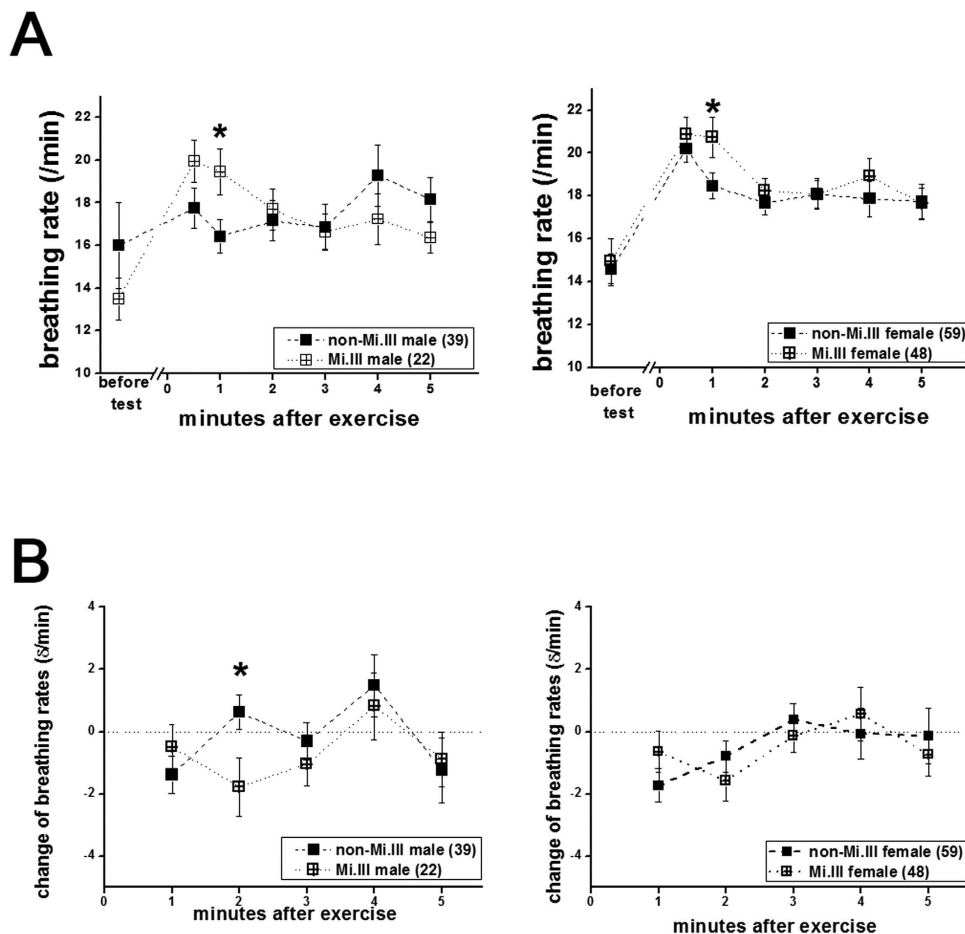 A
breathing rate (/min)
22
20
18
16
14
12
10
*
non-Mi.III male (39)
Mi.III male (22)
before
test
0 1 2 3 4 5
minutes after exercise
breathing rate (/min)
22
20
18
16
14
12
10
*
non-Mi.III female (59)
Mi.III female (48)
before
test
0 1 2 3 4 5
minutes after exercise
B
change of breathing rates (δ/min)
4
2
0
-2
-4
*
non-Mi.III male (39)
Mi.III male (22)
0 1 2 3 4 5
minutes after exercise
change of breathing rates (δ/min)
4
2
0
-2
-4
non-Mi.III female (59)
Mi.III female (48)
0 1 2 3 4 5
minutes after exercise